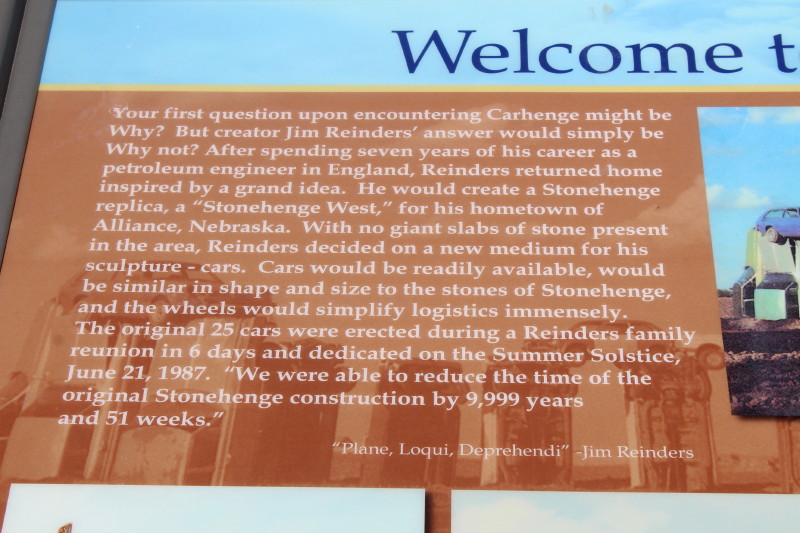 Welcome t
Your first question upon encountering Carhenge might be
Why? But creator Jim Reinders' answer would simply be
Why not? After spending seven years of his career as a
petroleum engineer in England, Reinders returned home
inspired by a grand idea. He would create a Stonehenge
replica, a "Stonehenge West," for his hometown of
Alliance, Nebraska. With no giant slabs of stone present
in the area, Reinders decided on a new medium for his
sculpture - cars. Cars would be readily available, would
be similar in shape and size to the stones of Stonehenge,
and the wheels would simplify logistics immensely.
The original 25 cars were erected during a Reinders family
reunion in 6 days and dedicated on the Summer Solstice,
June 21, 1987. "We were able to reduce the time of the
original Stonehenge construction by 9,999 years
and 51 weeks."
"Plane, Loqui, Deprehendi" -Jim Reinders